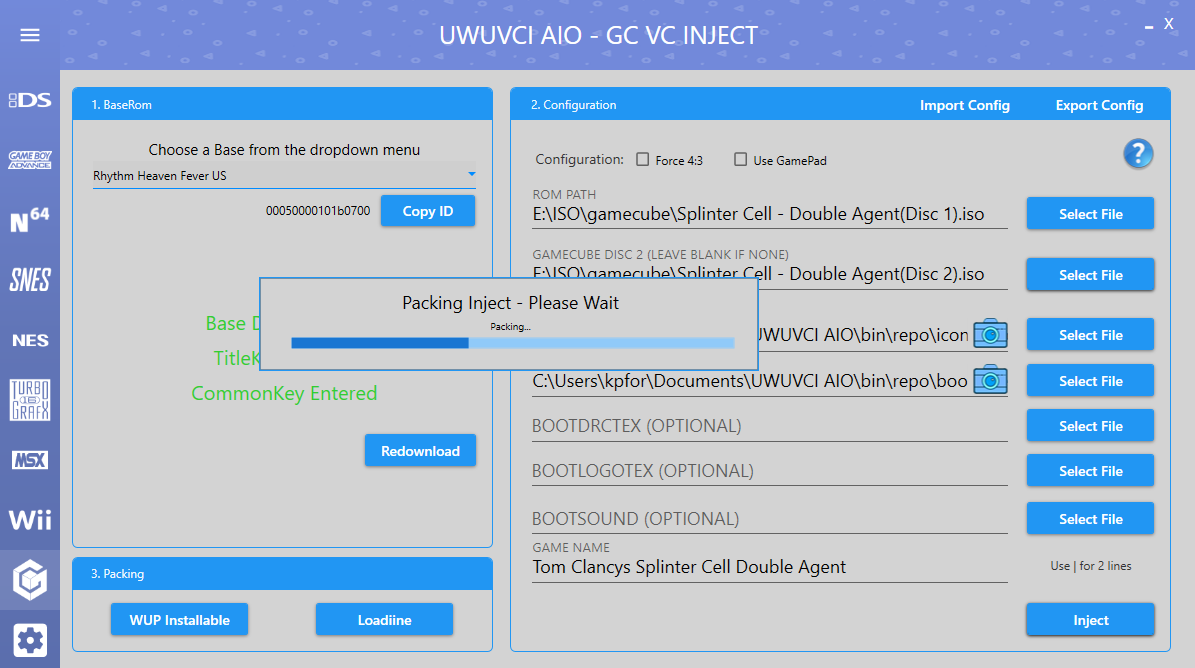 UWUVCI AIO - GC VC INJECT
– X
DS
GAME BOY ADVANCE
N64
SNES
NES
TURBO GRAFX
MSX
Wii
1. BaseRom
Choose a Base from the dropdown menu
Rhythm Heaven Fever US
00050000101b0700
Copy ID
Base D
TitleK
CommonKey Entered
Redownload
3. Packing
WUP Installable
Loadiine
Packing Inject - Please Wait
Packing...
2. Configuration
Import Config
Export Config
Configuration:
Force 4:3
Use GamePad
?
ROM PATH
E:\ISO\gamecube\Splinter Cell - Double Agent(Disc 1).iso
Select File
GAMECUBE DISC 2 (LEAVE BLANK IF NONE)
E:\ISO\gamecube\Splinter Cell - Double Agent(Disc 2).iso
Select File
UWUVCI AIO\bin\repo\icon
Select File
C:\Users\kpfor\Documents\UWUVCI AIO\bin\repo\boo
Select File
BOOTDRCTEX (OPTIONAL)
Select File
BOOTLOGOTEX (OPTIONAL)
Select File
BOOTSOUND (OPTIONAL)
Select File
GAME NAME
Tom Clancys Splinter Cell Double Agent
Use | for 2 lines
Inject